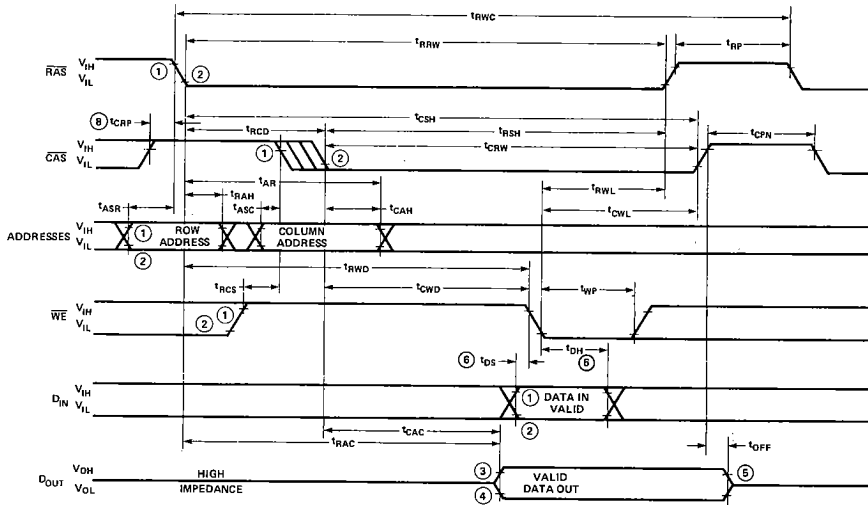 tRWC
tRRW
tRP
RAS VIH VIL
① ②
tCSH
⑧ tCRP
tRCD
tRSH
tCRW
tCPN
CAS VIH VIL
① ②
tAR
tRAH
tASR
tASC
tCAH
tRWL
tCWL
ADDRESSES VIH VIL
① ROW ADDRESS
COLUMN ADDRESS
②
tRWD
tRCS
tCWD
tWP
WE VIH VIL
② ①
⑥ tDS
tDH ⑥
DIN VIH VIL
① DATA IN VALID
②
tCAC
tRAC
tOFF
DOUT VOH VOL
HIGH IMPEDANCE
③ VALID DATA OUT ⑤
④